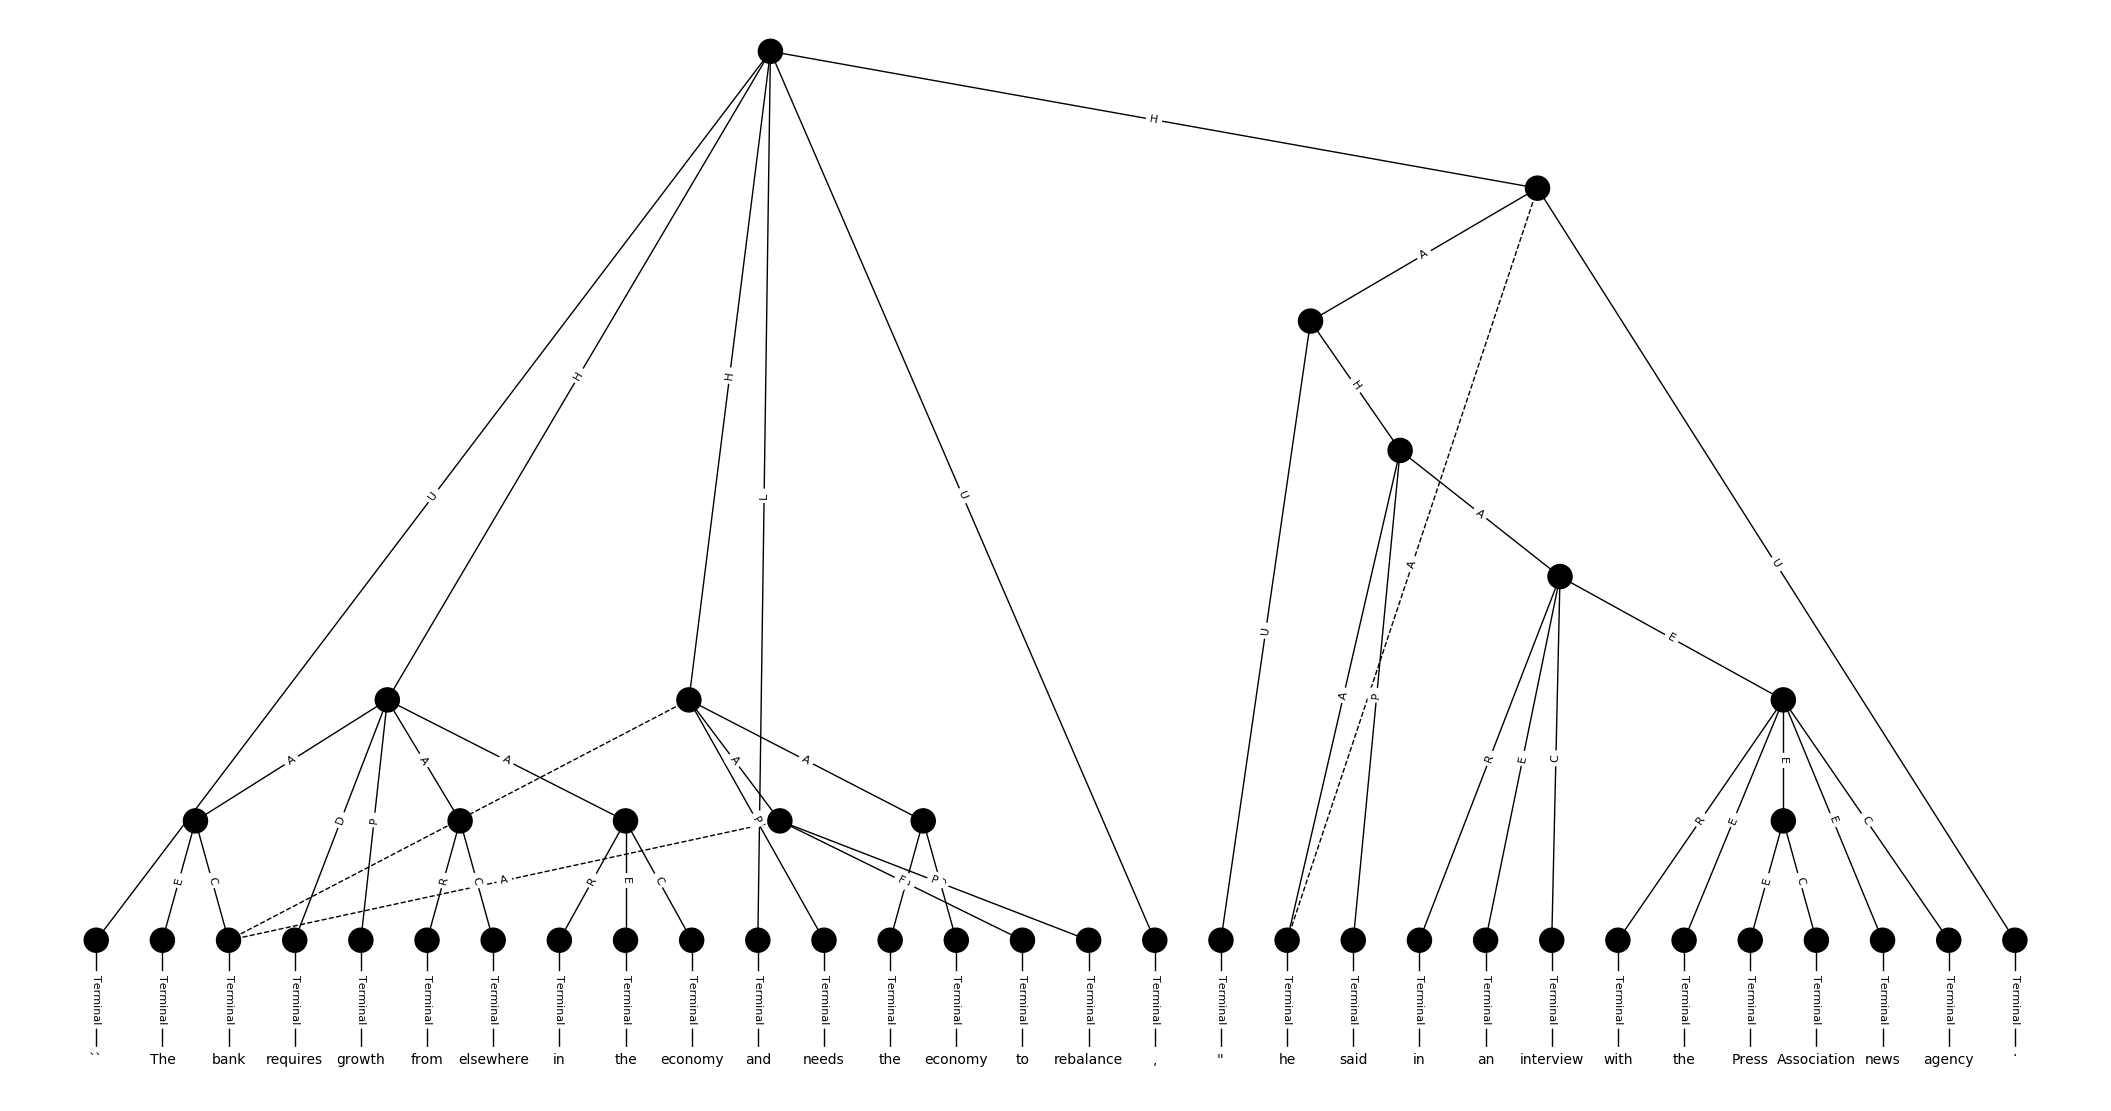 H
H
A
H
H
U
L
U
A
A
U
U
P
A
E
A
A
A
A
A
R
E
C
E
D
P
P
R
E
E
C
E
C
R
C
A
R
E
C
F
P
E
C
Terminal Terminal Terminal Terminal Terminal Terminal Terminal Terminal Terminal Terminal Terminal Terminal Terminal Terminal Terminal Terminal Terminal Terminal Terminal Terminal Terminal Terminal Terminal Terminal Terminal Terminal Terminal Terminal Terminal Terminal
`` The bank requires growth from elsewhere in the economy and needs the economy to rebalance , " he said in an interview with the Press Association news agency .